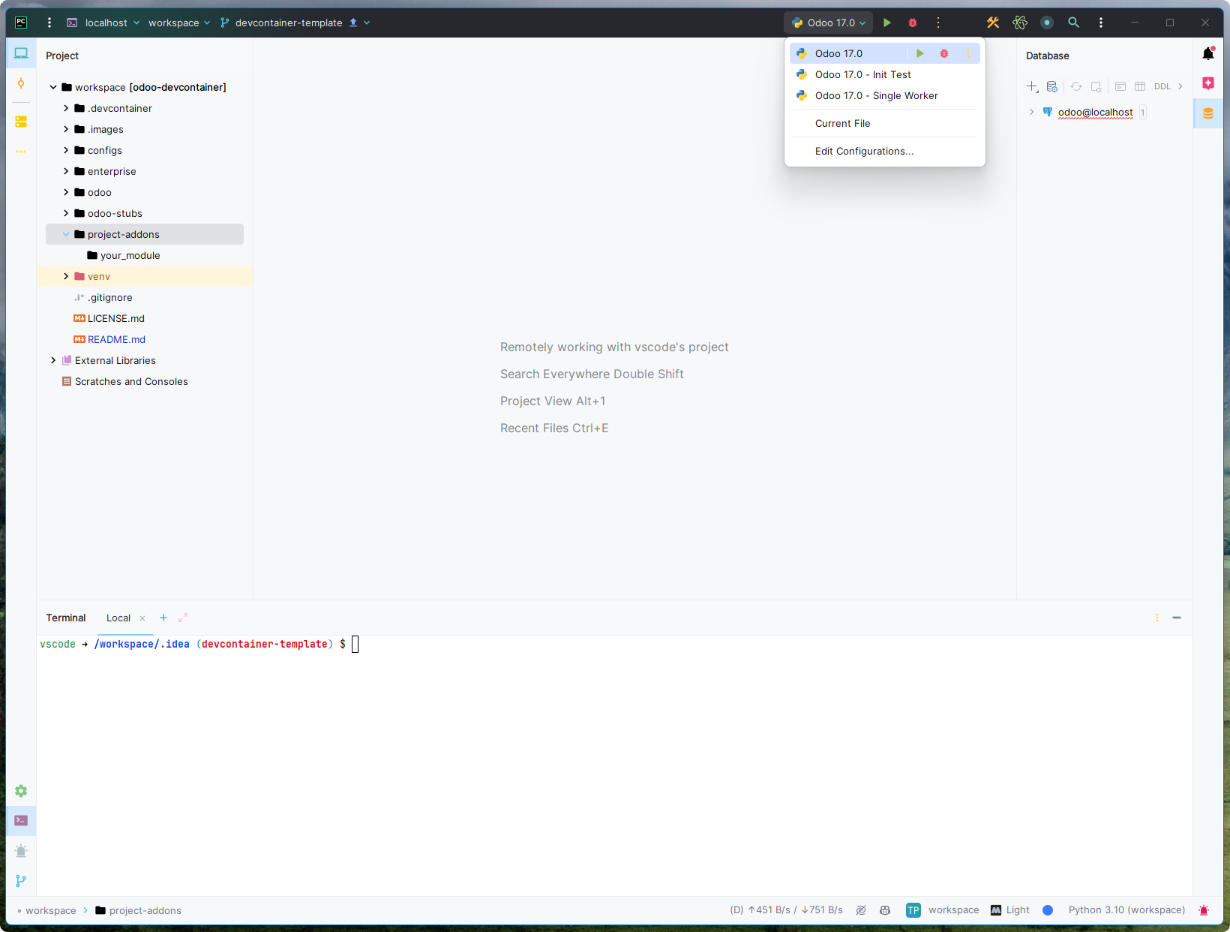 PC localhost workspace devcontainer-template Odoo 17.0
Project
workspace [odoo-devcontainer]
.devcontainer
.images
configs
enterprise
odoo
odoo-stubs
project-addons
your_module
venv
.gitignore
LICENSE.md
README.md
External Libraries
Scratches and Consoles
Odoo 17.0
Odoo 17.0 - Init Test
Odoo 17.0 - Single Worker
Current File
Edit Configurations...
Database
DDL
odoo@localhost 1
Remotely working with vscode's project
Search Everywhere Double Shift
Project View Alt+1
Recent Files Ctrl+E
Terminal Local
vscode → /workspace/.idea (devcontainer-template) $
workspace project-addons (D) ↑451 B/s / ↓751 B/s TP workspace Light Python 3.10 (workspace)